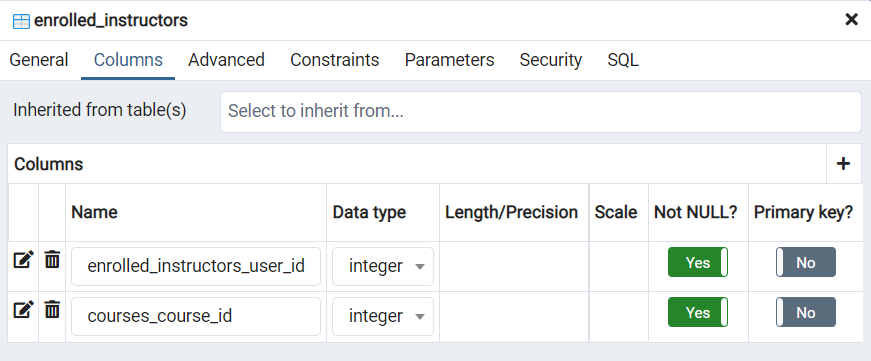 enrolled_instructors
General Columns Advanced Constraints Parameters Security SQL
Inherited from table(s) Select to inherit from...
Columns
Name Data type Length/Precision Scale Not NULL? Primary key?
enrolled_instructors_user_id integer Yes No
courses_course_id integer Yes No